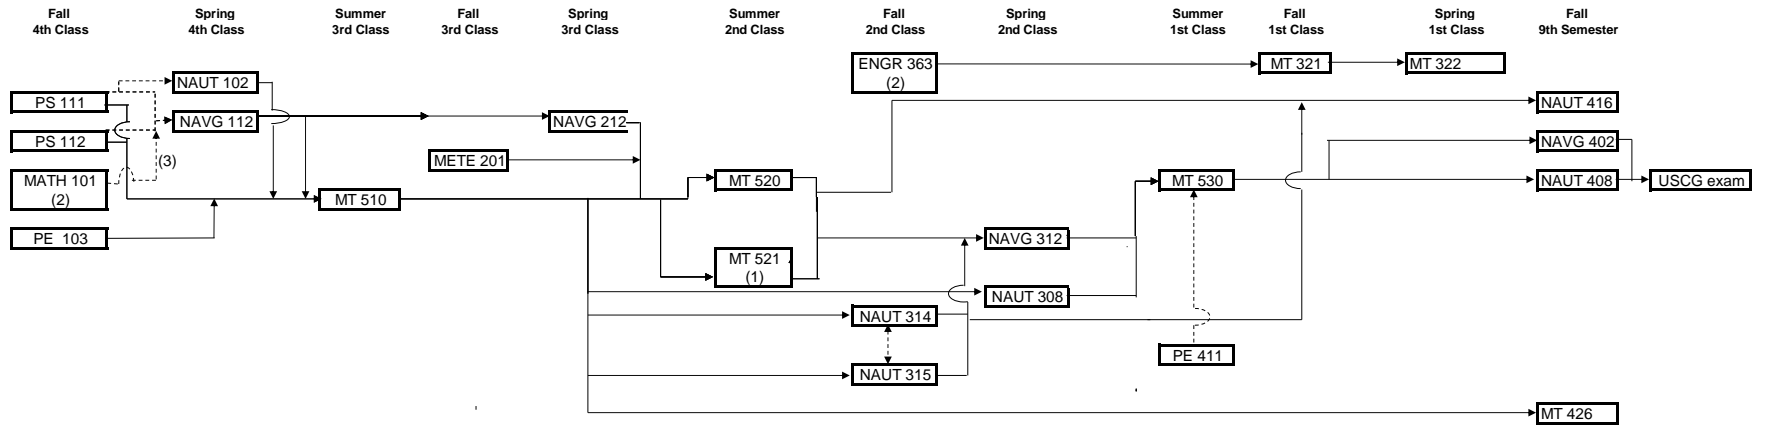 Fall Spring Summer Fall Spring Summer Fall Spring Summer Fall Spring Fall
4th Class 4th Class 3rd Class 3rd Class 3rd Class 2nd Class 2nd Class 2nd Class 1st Class 1st Class 1st Class 9th Semester
ENGR 363 MT 321 MT 322
(2)
NAUT 102
PS 111 NAUT 416
NAVG 112 NAVG 212
PS 112 NAVG 402
(3) METE 201
MATH 101 MT 520 MT 530 NAUT 408 USCG exam
(2)
MT 510
PE 103 NAVG 312
MT 521
(1)
NAUT 308
NAUT 314
PE 411
NAUT 315
MT 426